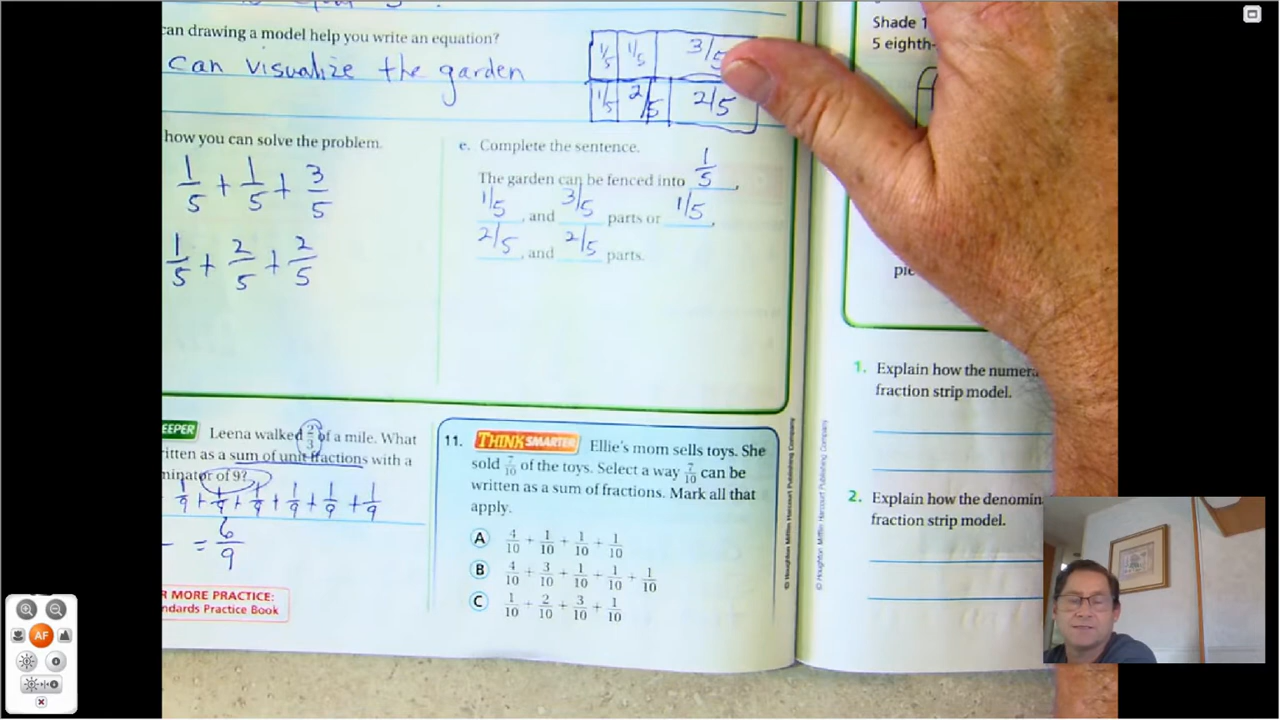 can drawing a model help you write an equation?
can visualize the garden
1/5 1/5 3/5
1/5 2/5 2/5
how you can solve the problem.
1/5 + 1/5 + 3/5
1/5 + 2/5 + 2/5
e. Complete the sentence.
The garden can be fenced into 1/5,
1/5, and 3/5 parts or 1/5,
2/5, and 2/5 parts.
EEPER Leena walked 2/3 of a mile. What
ritten as a sum of unit fractions with a
minator of 9?
1/9 + 1/9 + 1/9 + 1/9 + 1/9 + 1/9
= 6/9
R MORE PRACTICE:
ndards Practice Book
11. THINK SMARTER Ellie's mom sells toys. She
sold 7/10 of the toys. Select a way 7/10 can be
written as a sum of fractions. Mark all that
apply.
A 4/10 + 1/10 + 1/10 + 1/10
B 4/10 + 3/10 + 1/10 + 1/10 + 1/10
C 1/10 + 2/10 + 3/10 + 1/10
© Houghton Mifflin Harcourt Publishing Company
© Houghton Mifflin Harcourt Publishing Company
Shade 1
5 eighth-
pie
1. Explain how the numera
fraction strip model.
2. Explain how the denomin
fraction strip model.
AF